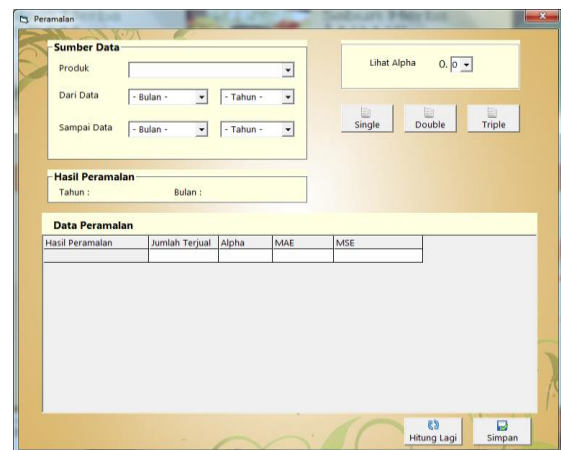 Peramalan
Sumber Data
Produk
Dari Data - Bulan - - Tahun -
Sampai Data - Bulan - - Tahun -
Lihat Alpha 0. 0
Single Double Triple
Hasil Peramalan
Tahun : Bulan :
Data Peramalan
Hasil Peramalan Jumlah Terjual Alpha MAE MSE
Hitung Lagi Simpan